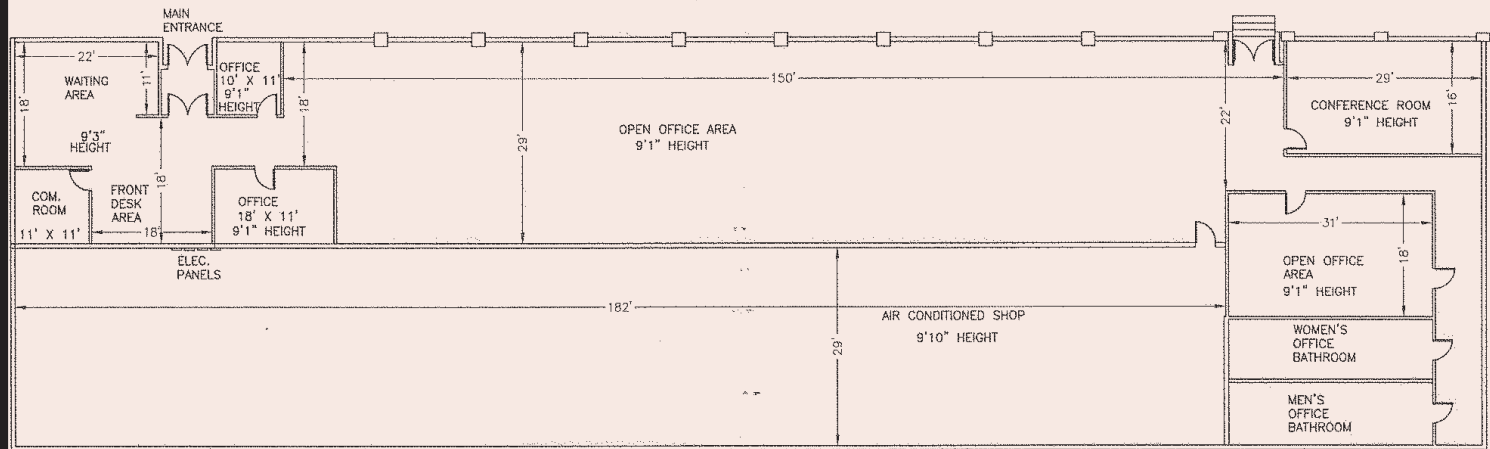 MAIN
ENTRANCE
22'
WAITING
AREA
11'
18'
9'3"
HEIGHT
OFFICE
10' X 11'
9'1"
HEIGHT
18'
150'
29'
OPEN OFFICE AREA
9'1" HEIGHT
22'
29'
CONFERENCE ROOM
9'1" HEIGHT
16'
COM.
ROOM
11' X 11'
FRONT
DESK
AREA
18'
18'
OFFICE
18' X 11'
9'1" HEIGHT
ELEC.
PANELS
31'
18'
OPEN OFFICE
AREA
9'1" HEIGHT
182'
AIR CONDITIONED SHOP
9'10" HEIGHT
29'
WOMEN'S
OFFICE
BATHROOM
MEN'S
OFFICE
BATHROOM